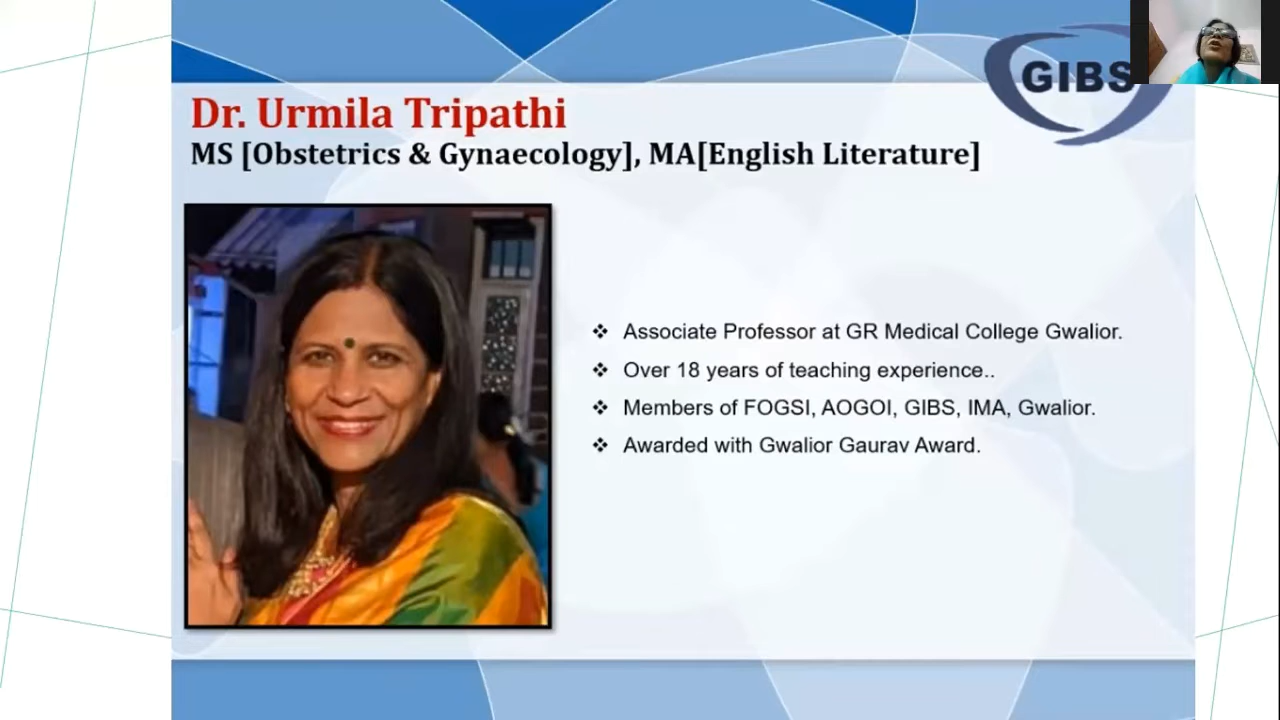 GIBS
Dr. Urmila Tripathi
MS [Obstetrics & Gynaecology], MA[English Literature]
Associate Professor at GR Medical College Gwalior.
Over 18 years of teaching experience..
Members of FOGSI, AOGOI, GIBS, IMA, Gwalior.
Awarded with Gwalior Gaurav Award.